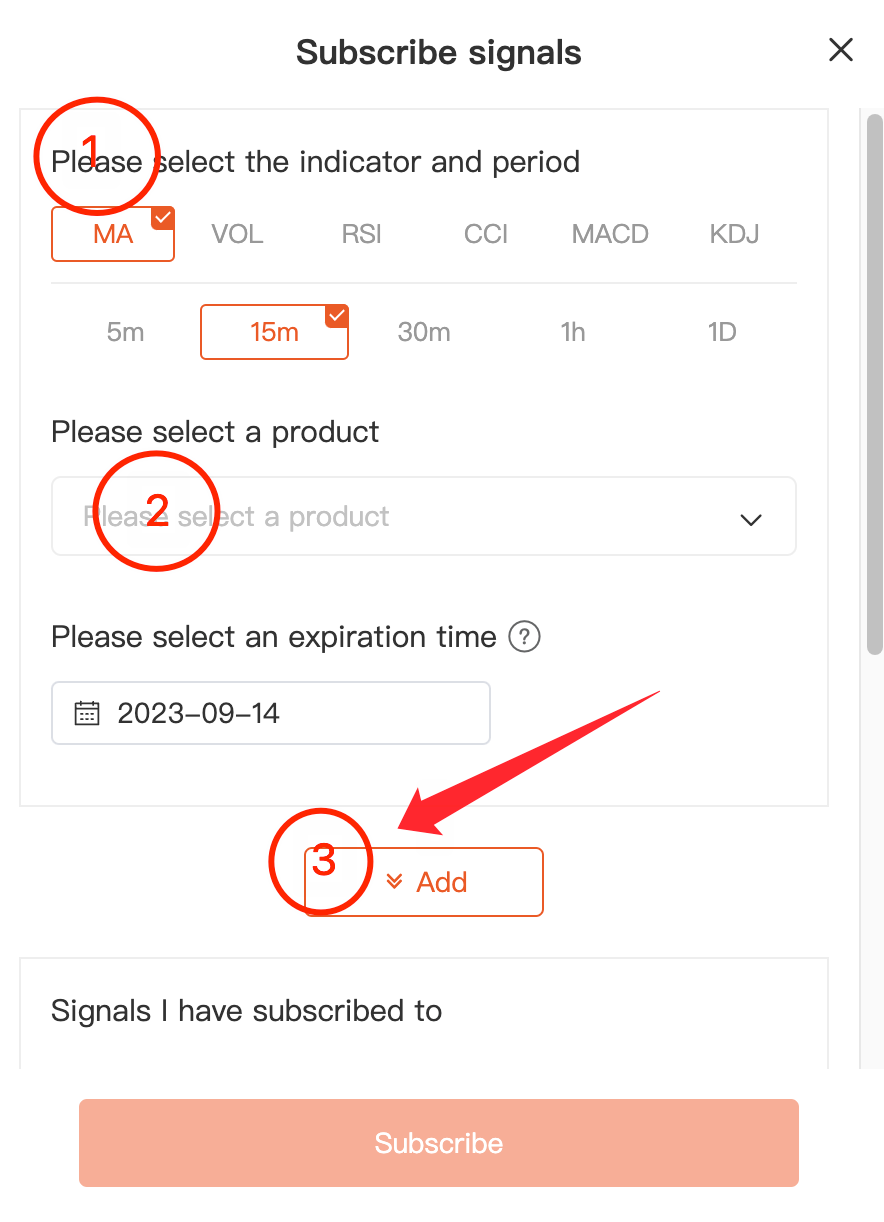 Subscribe signals
1
Please select the indicator and period
MA VOL RSI CCI MACD KDJ
5m 15m 30m 1h 1D
Please select a product
2
Please select a product
Please select an expiration time ?
2023-09-14
3
Add
Signals I have subscribed to
Subscribe